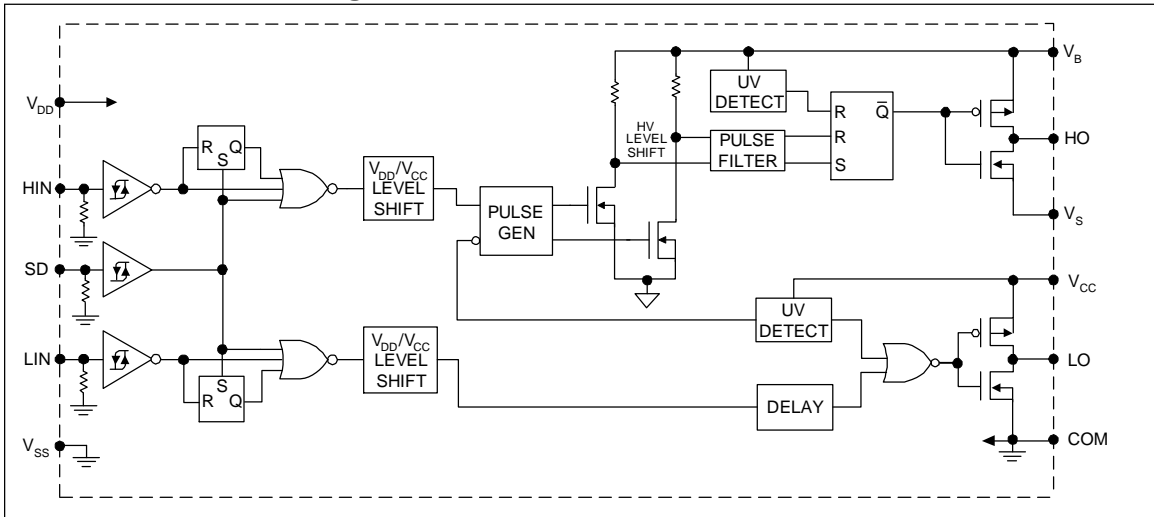 V_B
UV
DETECT
V_DD
R
Q̅
R
S
HV
LEVEL
SHIFT
PULSE
FILTER
HO
R
Q
S
HIN
V_DD/V_CC
LEVEL
SHIFT
PULSE
GEN
V_S
SD
V_CC
UV
DETECT
LIN
V_DD/V_CC
LEVEL
SHIFT
LO
S
R
Q
DELAY
V_SS
COM